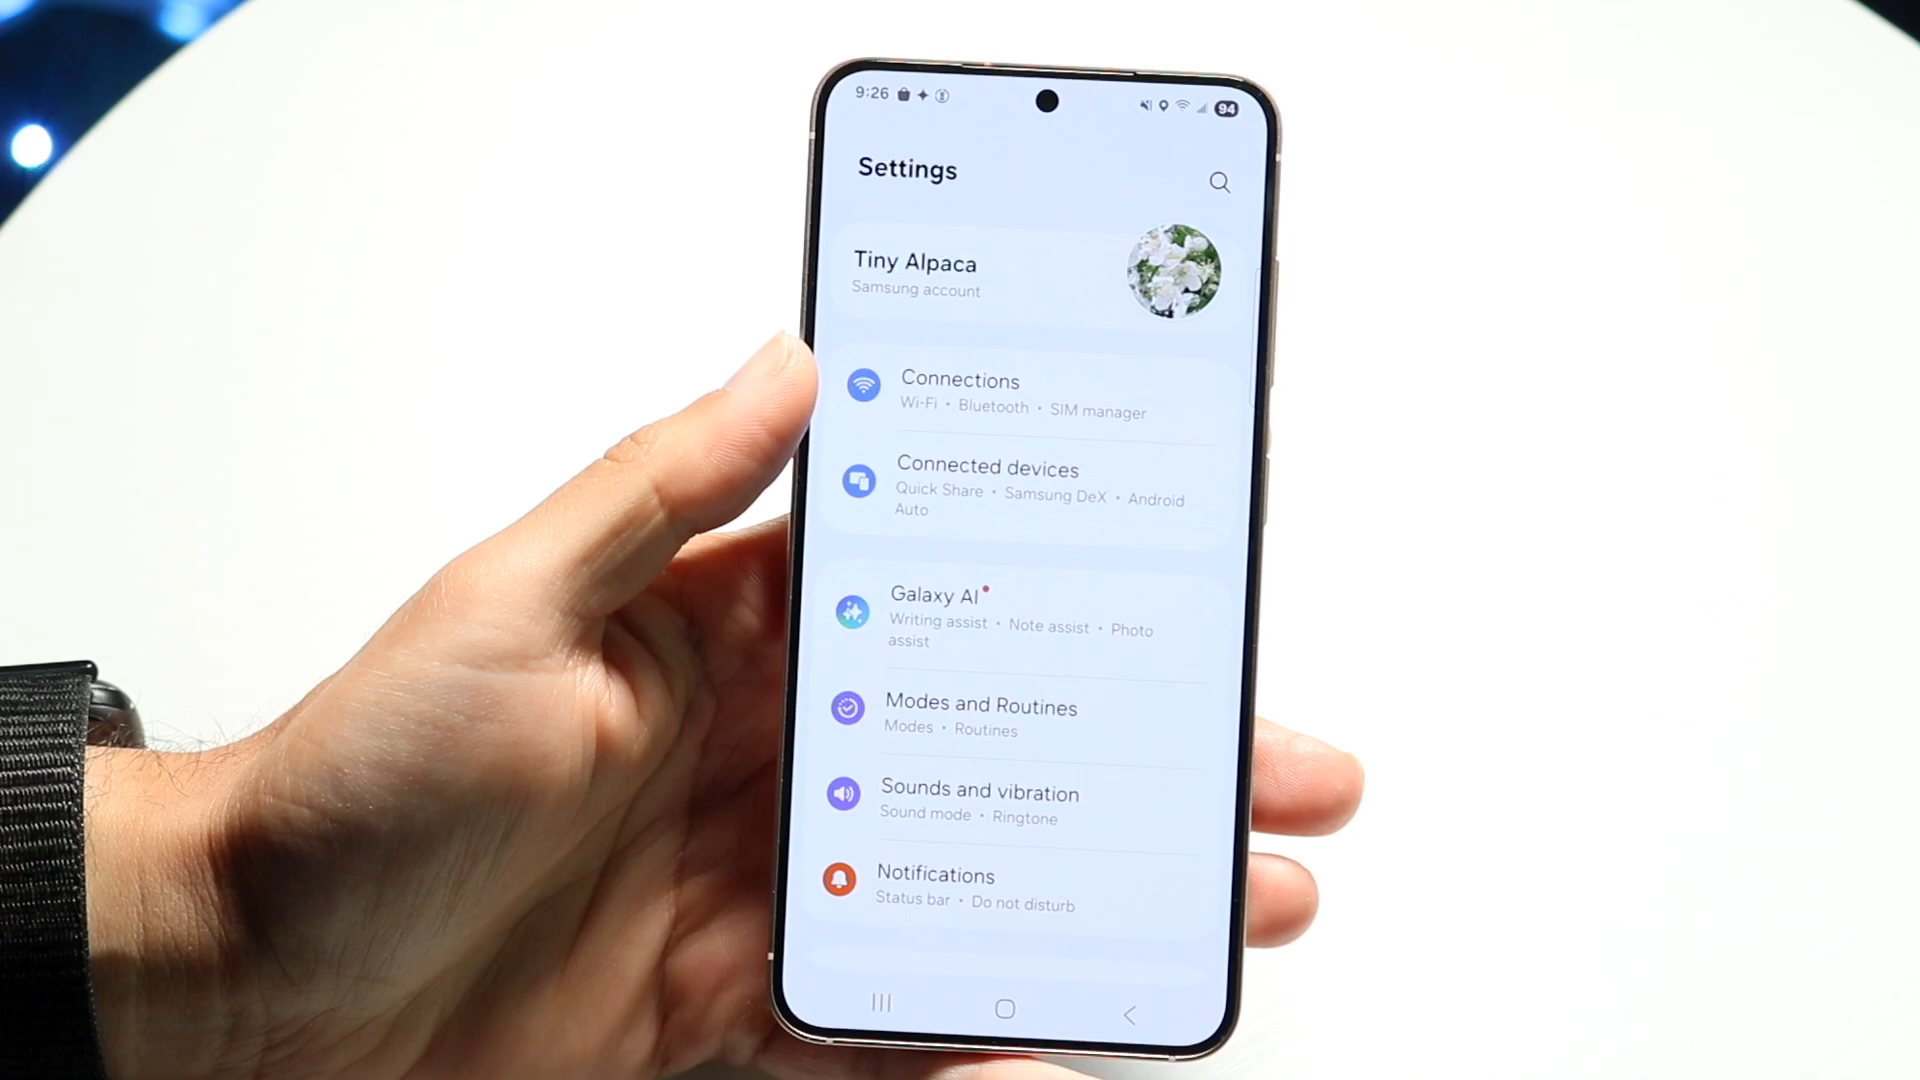 9:26
94
Settings
Tiny Alpaca
Samsung account
Connections
Wi-Fi • Bluetooth • SIM manager
Connected devices
Quick Share • Samsung DeX • Android
Auto
Galaxy AI
Writing assist • Note assist • Photo
assist
Modes and Routines
Modes • Routines
Sounds and vibration
Sound mode • Ringtone
Notifications
Status bar • Do not disturb